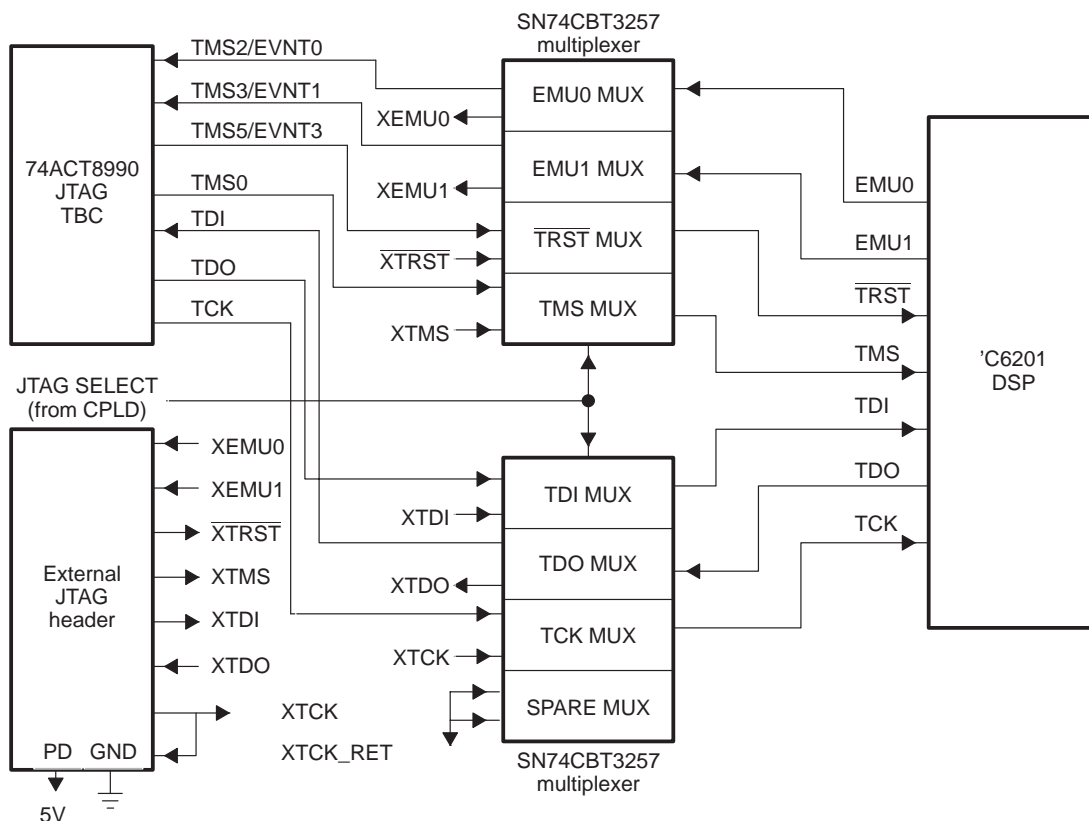 SN74CBT3257
multiplexer
TMS2/EVNT0
TMS3/EVNT1
TMS5/EVNT3
TMS0
TDI
TDO
TCK
74ACT8990
JTAG
TBC
XEMU0
XEMU1
XTRST
XTMS
EMU0 MUX
EMU1 MUX
TRST MUX
TMS MUX
EMU0
EMU1
TRST
TMS
TDI
TDO
TCK
'C6201
DSP
JTAG SELECT
(from CPLD)
External
JTAG
header
PD
GND
5V
XEMU0
XEMU1
XTRST
XTMS
XTDI
XTDO
XTCK
XTCK_RET
XTDI
XTDO
XTCK
TDI MUX
TDO MUX
TCK MUX
SPARE MUX
SN74CBT3257
multiplexer